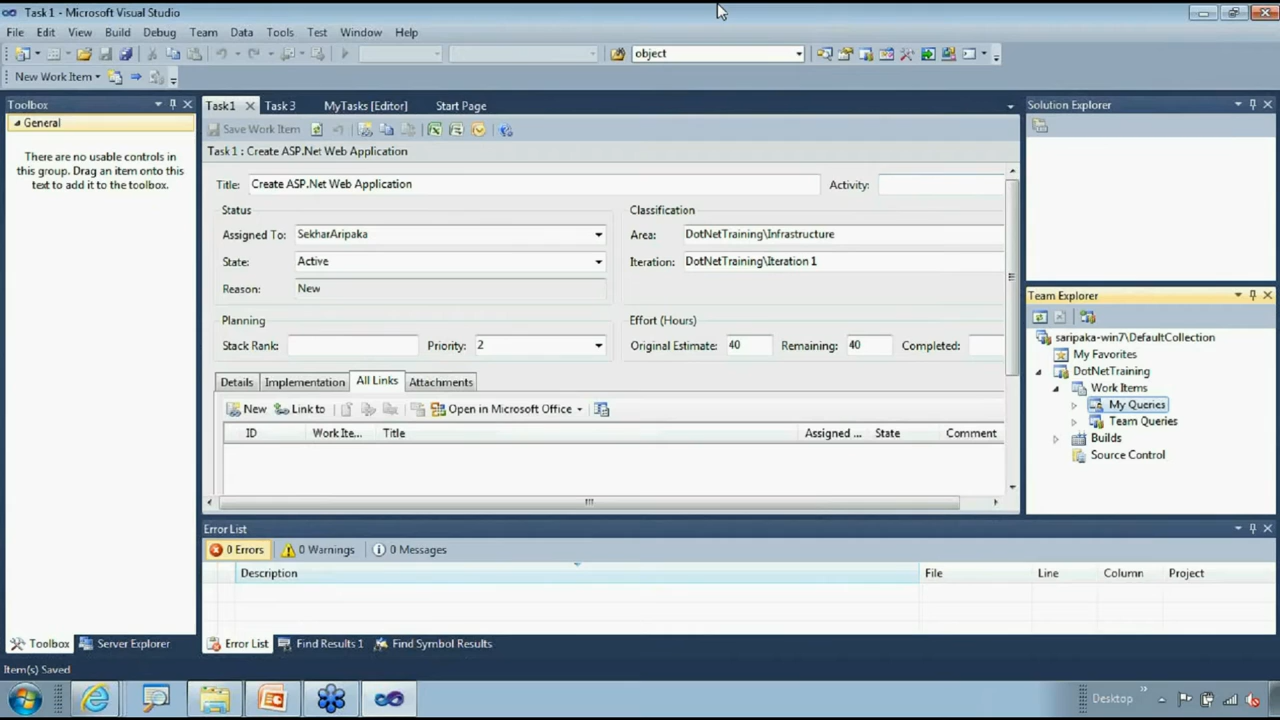 Task 1 - Microsoft Visual Studio
File Edit View Build Debug Team Data Tools Test Window Help
object
New Work Item
Toolbox
General
There are no usable controls in
this group. Drag an item onto this
text to add it to the toolbox.
Task1 Task 3 MyTasks [Editor] Start Page
Save Work Item
Task 1 : Create ASP.Net Web Application
Title: Create ASP.Net Web Application Activity:
Status Classification
Assigned To: SekharAripaka Area: DotNetTraining\Infrastructure
State: Active Iteration: DotNetTraining\Iteration 1
Reason: New
Planning Effort (Hours)
Stack Rank: Priority: 2 Original Estimate: 40 Remaining: 40 Completed:
Details Implementation All Links Attachments
New Link to Open in Microsoft Office
ID Work Ite... Title Assigned ... State Comment
Solution Explorer
Team Explorer
saripaka-win7\DefaultCollection
My Favorites
DotNetTraining
Work Items
My Queries
Team Queries
Builds
Source Control
Error List
0 Errors 0 Warnings 0 Messages
Description File Line Column Project
Toolbox Server Explorer Error List Find Results 1 Find Symbol Results
Item(s) Saved
Desktop